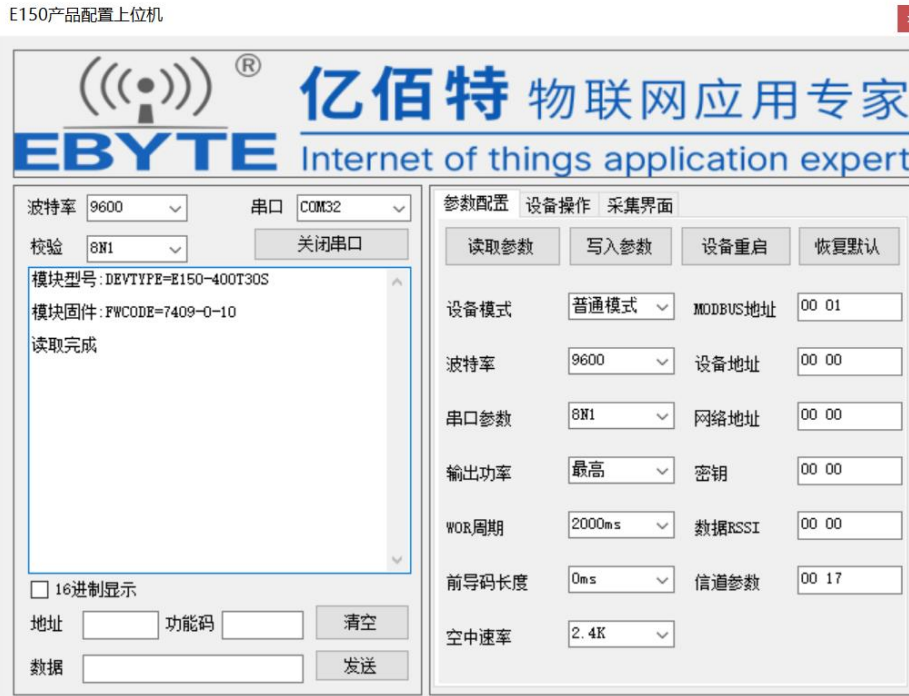 E150产品配置上位机
®
亿佰特 物联网应用专家
EBYTE Internet of things application expert
波特率 9600 串口 COM32
校验 8N1 关闭串口
模块型号:DEVTYPE=E150-400T30S
模块固件:FWCODE=7409-0-10
读取完成
16进制显示
地址 功能码 清空
数据 发送
参数配置 设备操作 采集界面
读取参数 写入参数 设备重启 恢复默认
设备模式 普通模式 MODBUS地址 00 01
波特率 9600 设备地址 00 00
串口参数 8N1 网络地址 00 00
输出功率 最高 密钥 00 00
WOR周期 2000ms 数据RSSI 00 00
前导码长度 0ms 信道参数 00 17
空中速率 2.4K